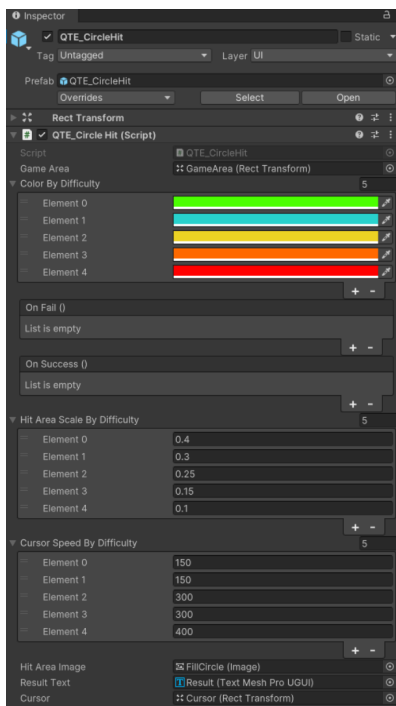 Inspector
QTE_CircleHit Static
Tag Untagged Layer UI
Prefab QTE_CircleHit
Overrides Select Open
Rect Transform
# QTE_Circle Hit (Script)
Script # QTE_CircleHit
Game Area GameArea (Rect Transform)
Color By Difficulty 5
Element 0
Element 1
Element 2
Element 3
Element 4
+ -
On Fail ()
List is empty
+ -
On Success ()
List is empty
+ -
Hit Area Scale By Difficulty 5
Element 0 0.4
Element 1 0.3
Element 2 0.25
Element 3 0.15
Element 4 0.1
+ -
Cursor Speed By Difficulty 5
Element 0 150
Element 1 150
Element 2 300
Element 3 300
Element 4 400
+ -
Hit Area Image FillCircle (Image)
Result Text Result (Text Mesh Pro UGUI)
Cursor Cursor (Rect Transform)